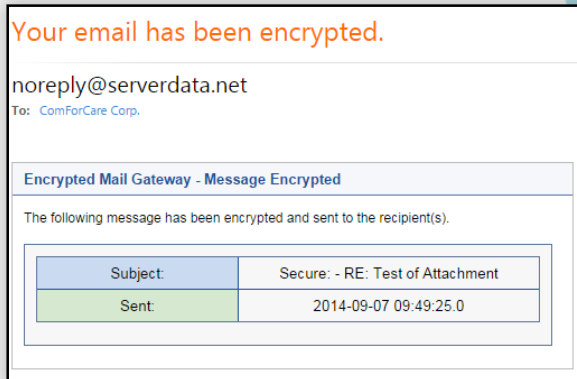 Your email has been encrypted.
noreply@serverdata.net
To: ComForCare Corp.
Encrypted Mail Gateway - Message Encrypted
The following message has been encrypted and sent to the recipient(s).
Subject: Secure: - RE: Test of Attachment
Sent: 2014-09-07 09:49:25.0